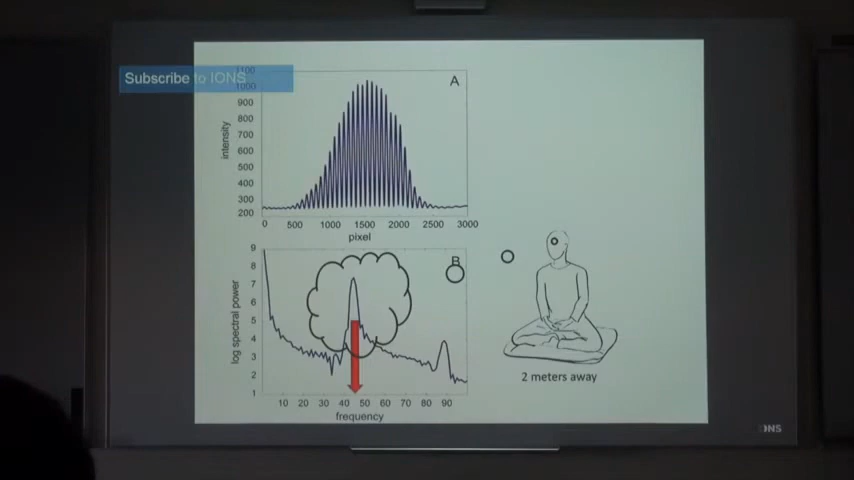 Subscribe to IONS
1100
1000
900
800
700
600
500
400
300
200
intensity
A
0 500 1000 1500 2000 2500 3000
pixel
9
8
7
6
5
4
3
2
1
log spectral power
B
10 20 30 40 50 60 70 80 90
frequency
2 meters away
IONS